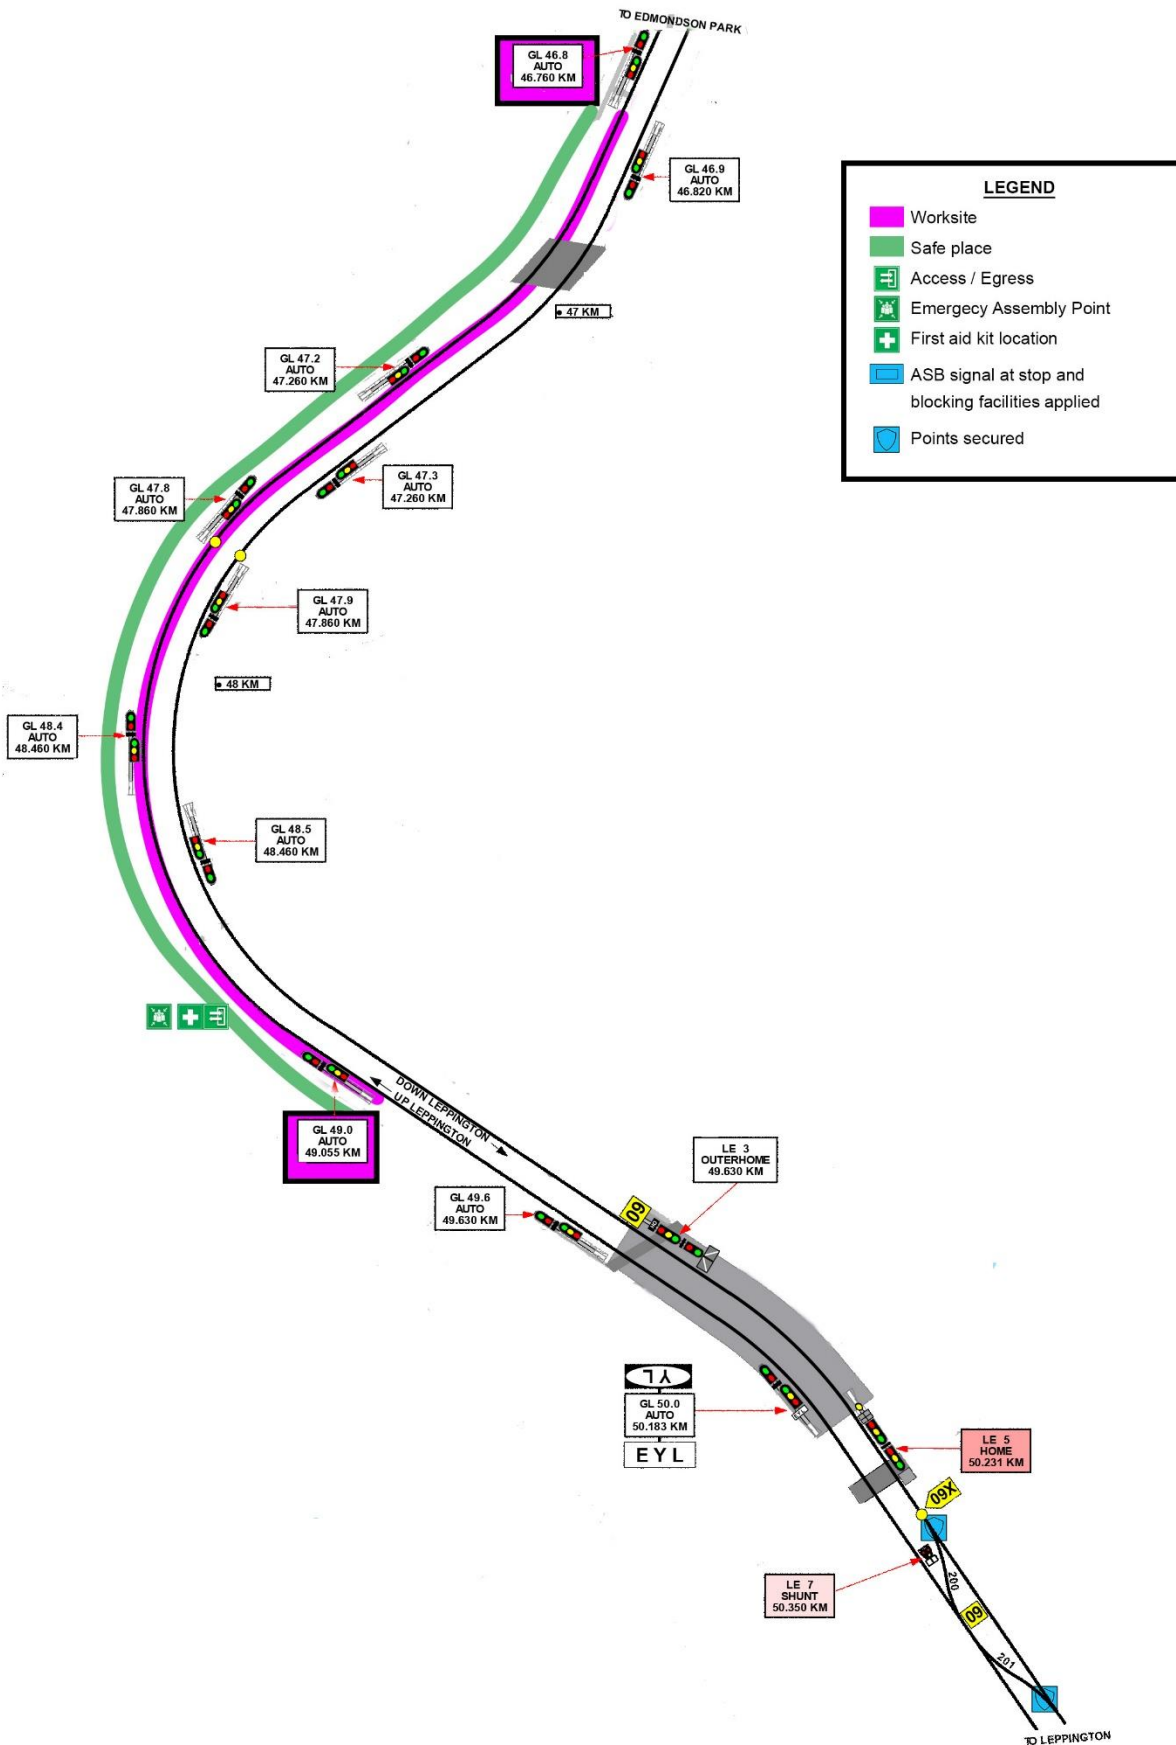 TO EDMONDSON PARK
GL 46.8
AUTO
46.760 KM
GL 46.9
AUTO
46.820 KM
LEGEND
Worksite
Safe place
Access / Egress
Emergecy Assembly Point
First aid kit location
ASB signal at stop and
blocking facilities applied
Points secured
47 KM
GL 47.2
AUTO
47.260 KM
GL 47.3
AUTO
47.260 KM
GL 47.8
AUTO
47.860 KM
GL 47.9
AUTO
47.860 KM
48 KM
GL 48.4
AUTO
48.460 KM
GL 48.5
AUTO
48.460 KM
DOWN LEPPINGTON
UP LEPPINGTON
GL 49.0
AUTO
49.055 KM
LE 3
OUTERHOME
49.630 KM
GL 49.6
AUTO
49.630 KM
60
YL
GL 50.0
AUTO
50.183 KM
EYL
LE 5
HOME
50.231 KM
X60
LE 7
SHUNT
50.350 KM
200
60
201
TO LEPPINGTON